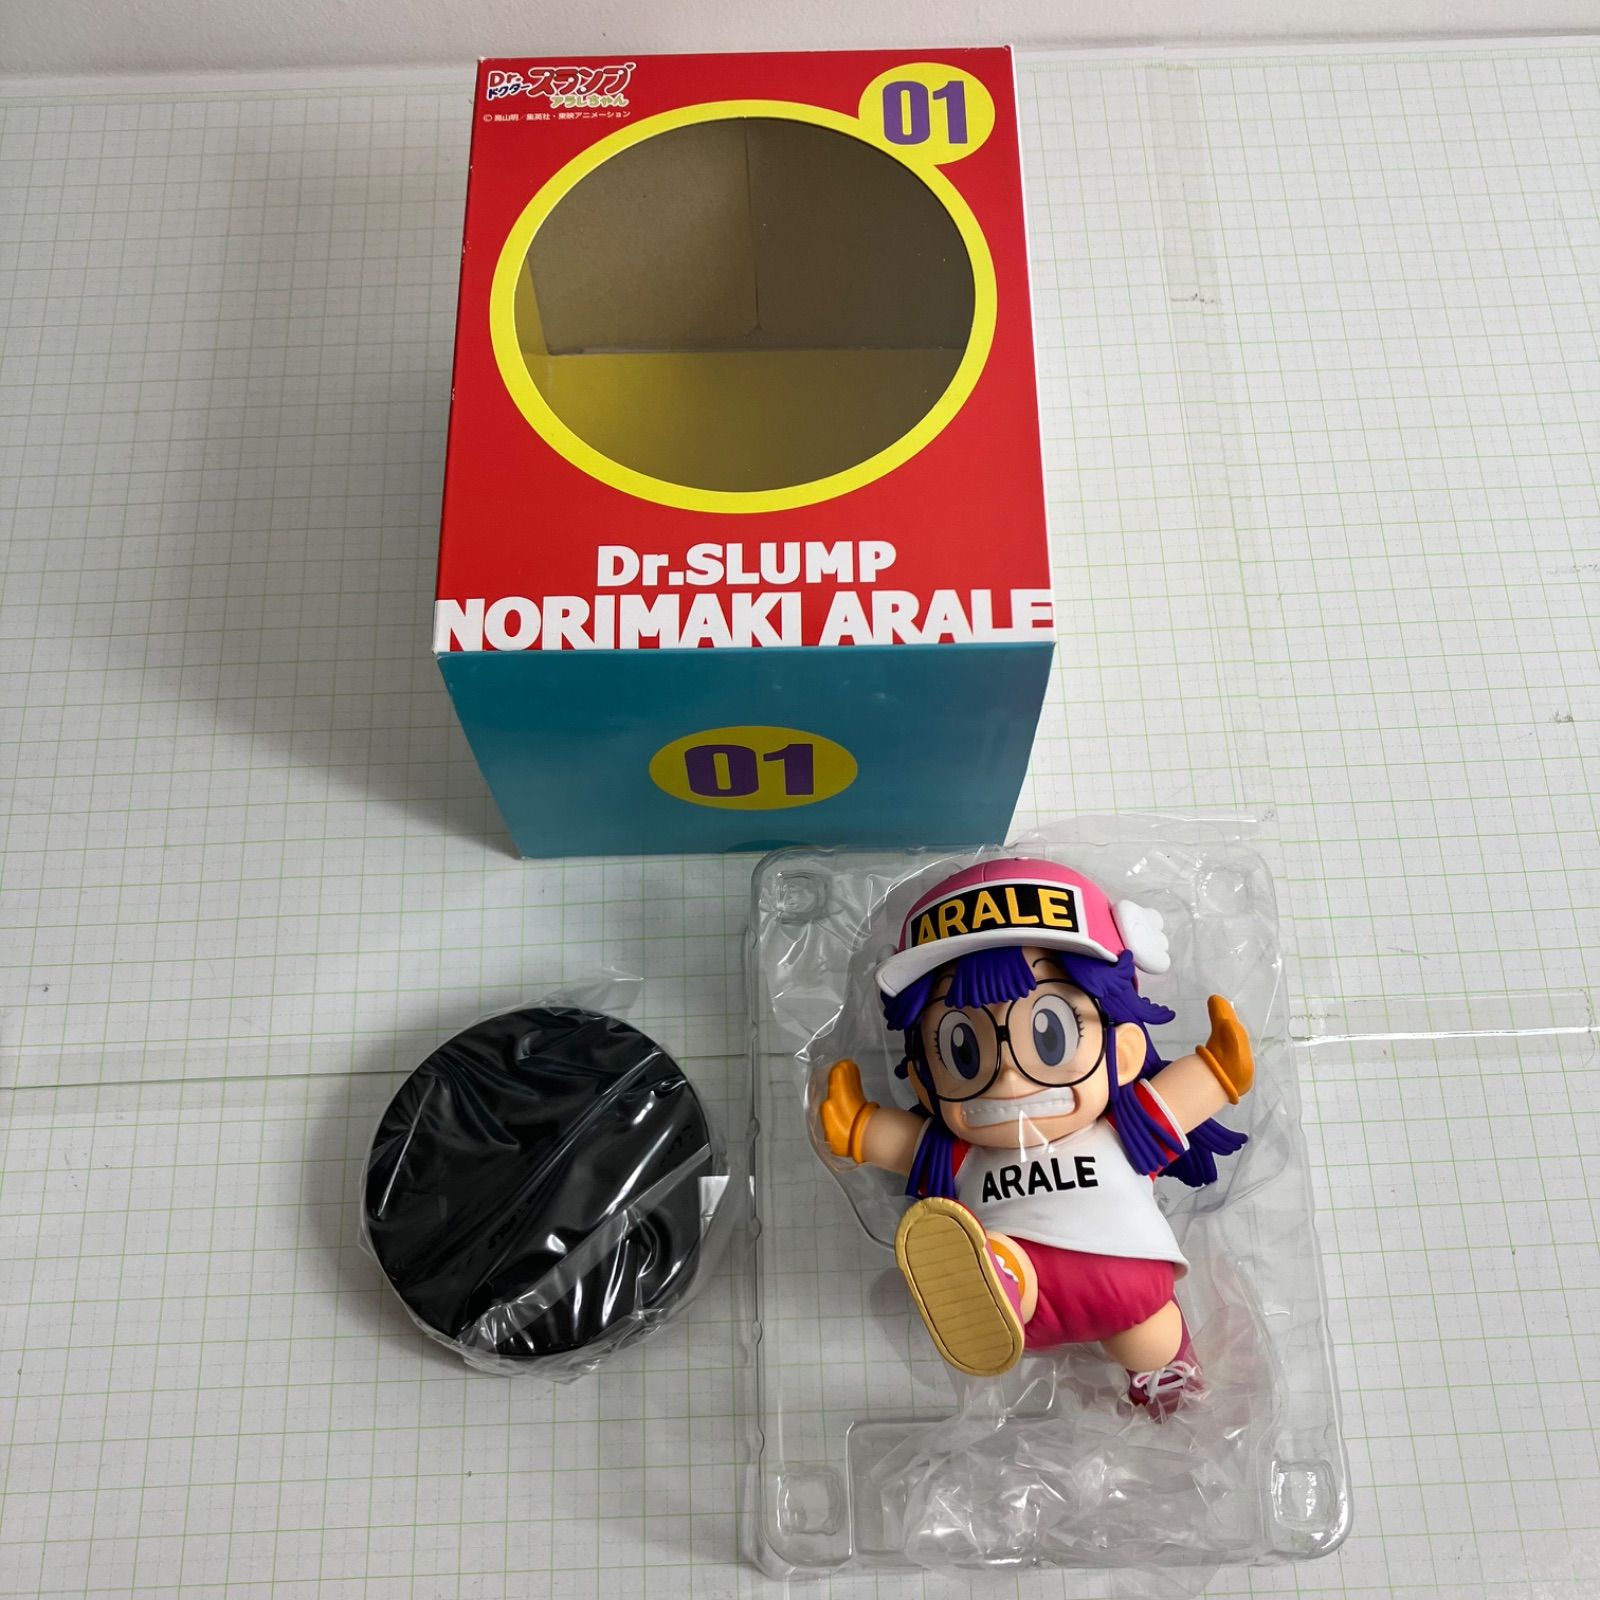 Dr.
ドクター
スランプ
アラレちゃん
© 鳥山明／集英社・東映アニメーション
01
Dr.SLUMP
NORIMAKI ARALE
01
ARALE
ARALE